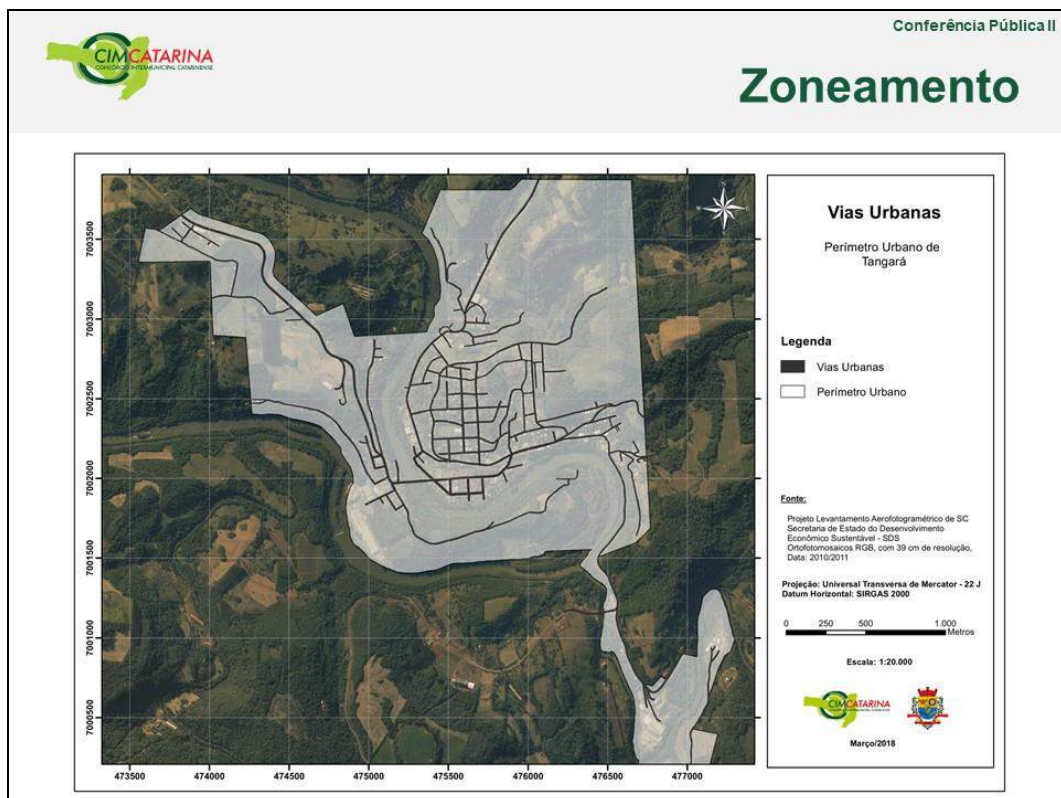 Conferência Pública II
CIMCATARINA
CONSÓRCIO INTERMUNICIPAL CATARINENSE
Zoneamento
7003500
7003000
7002500
7002000
7001500
7001000
7000500
473500 474000 474500 475000 475500 476000 476500 477000
Vias Urbanas
Perímetro Urbano de
Tangará
Legenda
Vias Urbanas
Perímetro Urbano
Fonte:
Projeto Levantamento Aerofotogramétrico de SC
Secretaria de Estado do Desenvolvimento
Econômico Sustentável - SDS
Ortofotomosaicos RGB, com 39 cm de resolução,
Data: 2010/2011
Projeção: Universal Transversa de Mercator - 22 J
Datum Horizontal: SIRGAS 2000
0 250 500 1.000
Metros
Escala: 1:20.000
CIMCATARINA
Março/2018